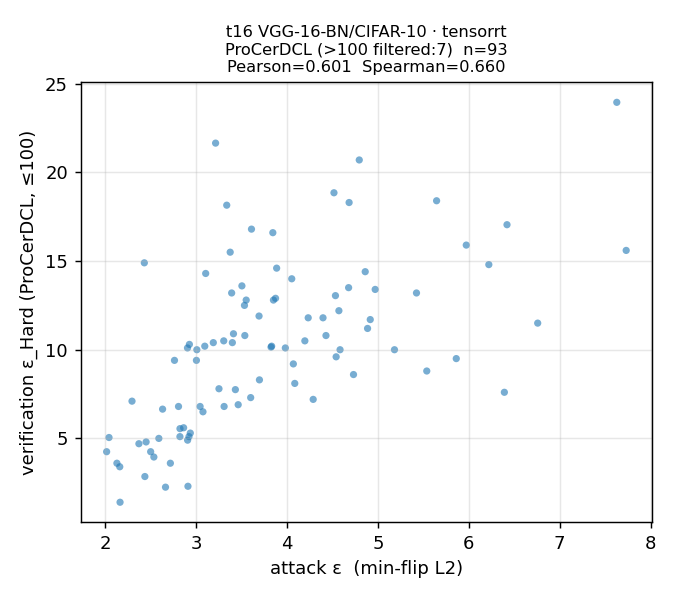 t16 VGG-16-BN/CIFAR-10 · tensorrt
ProCerDCL (>100 filtered:7)  n=93
Pearson=0.601  Spearman=0.660
25
20
15
10
5
verification ε_Hard (ProCerDCL, ≤100)
2 3 4 5 6 7 8
attack ε  (min-flip L2)